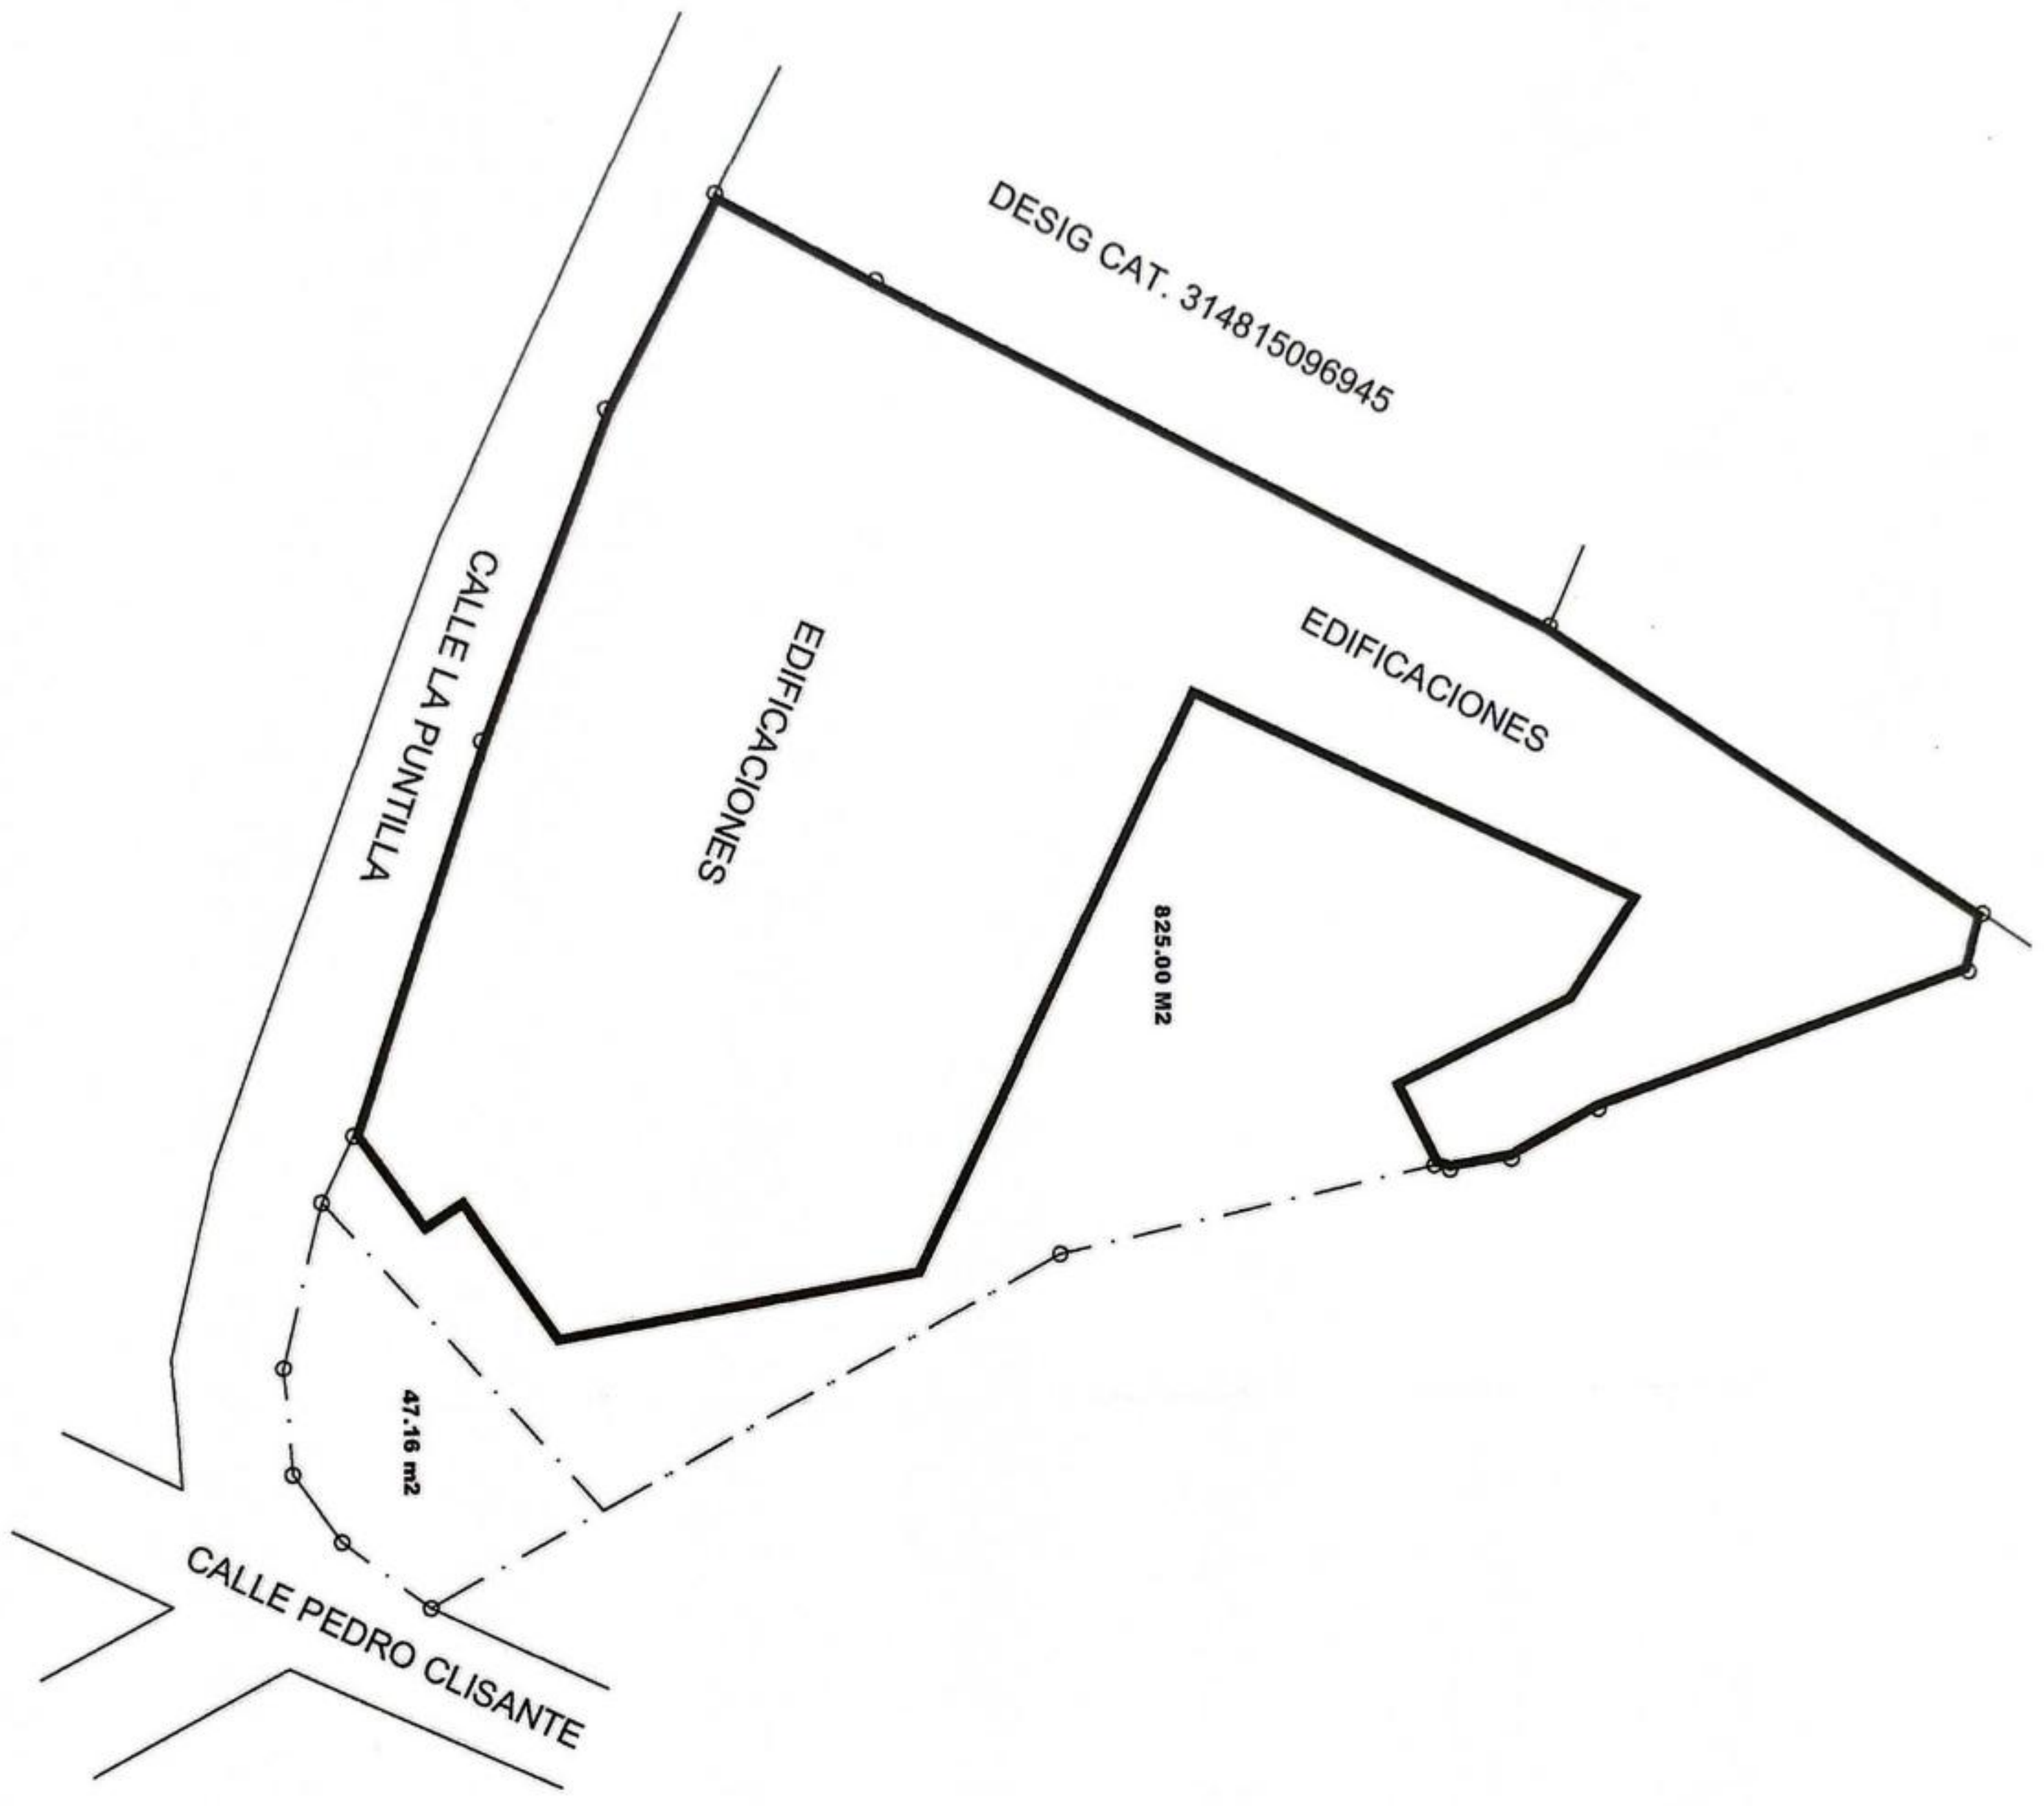 DESIG CAT. 314815096945
EDIFICACIONES
CALLE LA PUNTILLA
EDIFICACIONES
825.00 M2
47.16 m2
CALLE PEDRO CLISANTE